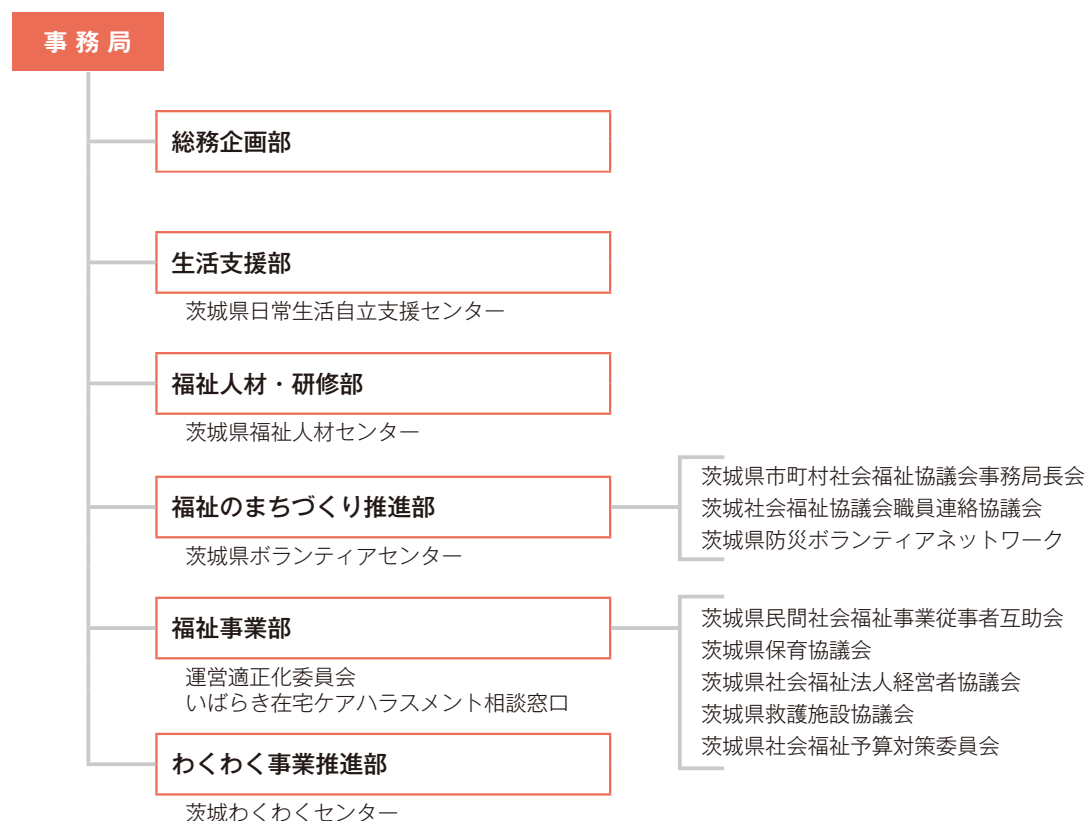 事務局
総務企画部
生活支援部
茨城県日常生活自立支援センター
福祉人材・研修部
茨城県福祉人材センター
福祉のまちづくり推進部
茨城県ボランティアセンター
茨城県市町村社会福祉協議会事務局長会
茨城社会福祉協議会職員連絡協議会
茨城県防災ボランティアネットワーク
福祉事業部
運営適正化委員会
いばらき在宅ケアハラスメント相談窓口
茨城県民間社会福祉事業従事者互助会
茨城県保育協議会
茨城県社会福祉法人経営者協議会
茨城県救護施設協議会
茨城県社会福祉予算対策委員会
わくわく事業推進部
茨城わくわくセンター